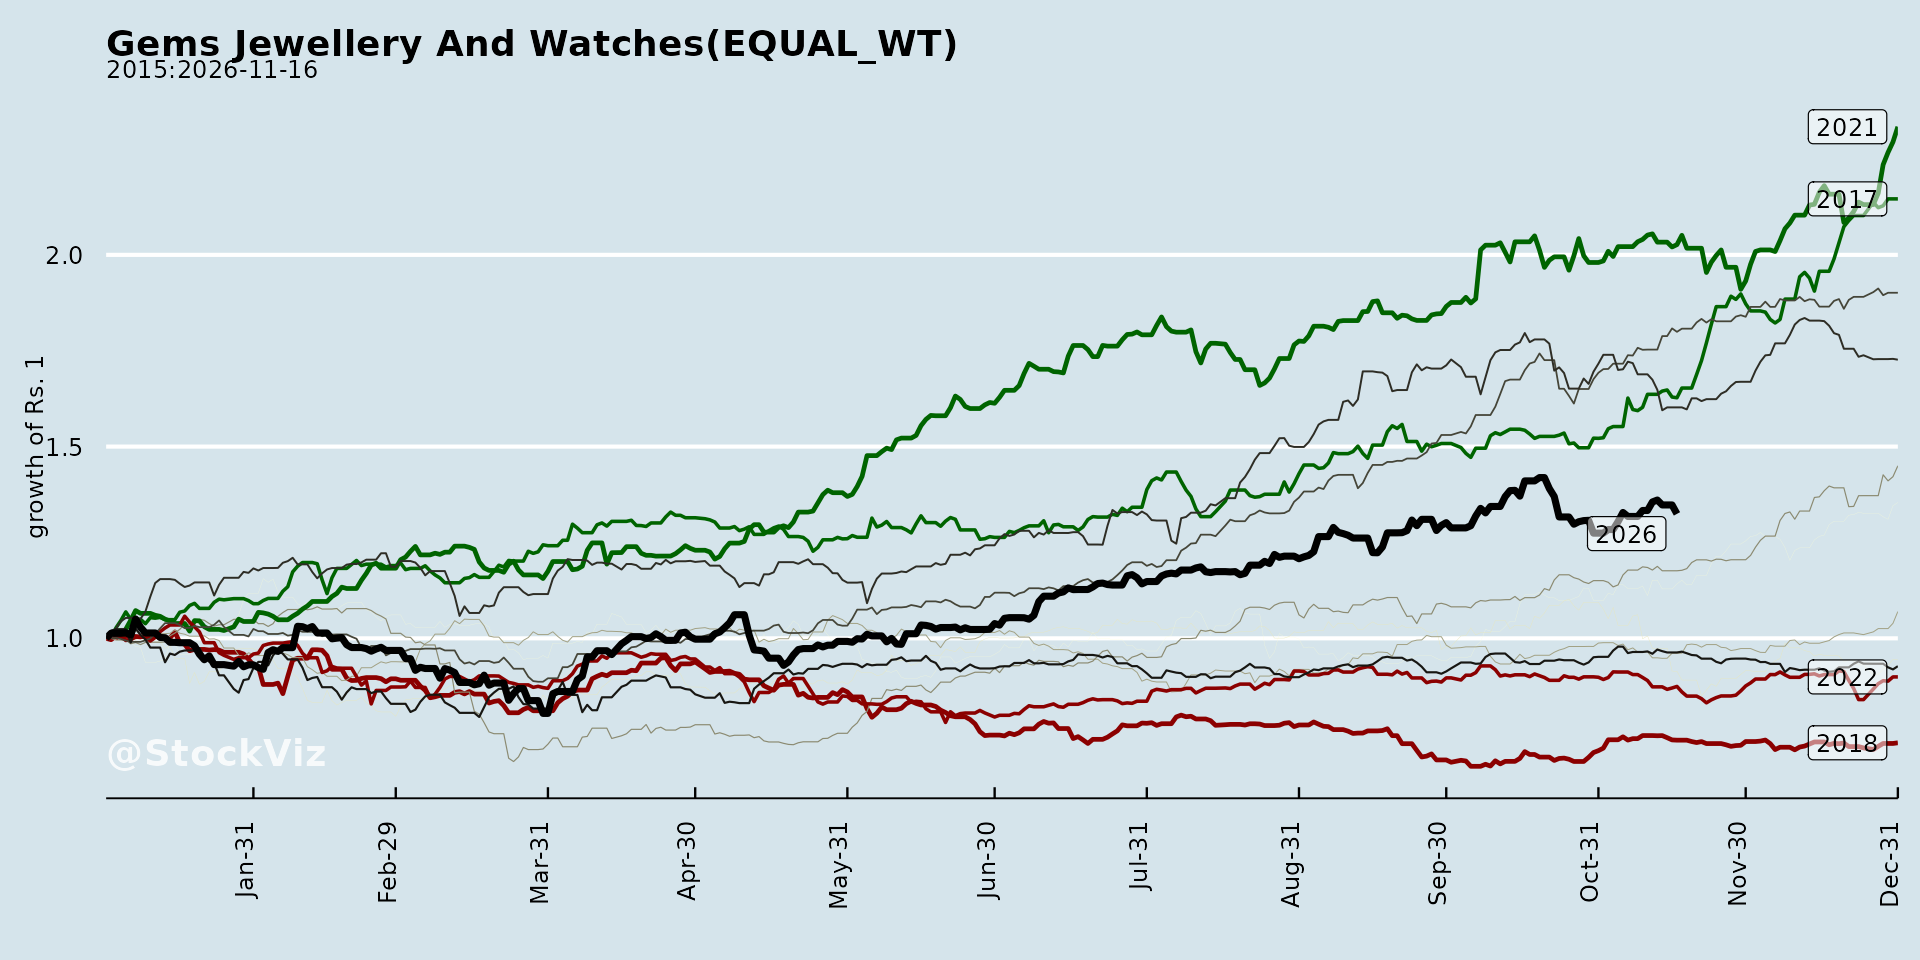 Gems Jewellery And Watches(EQUAL_WT)
2015:2026-11-16
growth of Rs. 1
2.0
1.5
1.0
2021
2017
2026
2022
2018
@StockViz
Jan-31
Feb-29
Mar-31
Apr-30
May-31
Jun-30
Jul-31
Aug-31
Sep-30
Oct-31
Nov-30
Dec-31